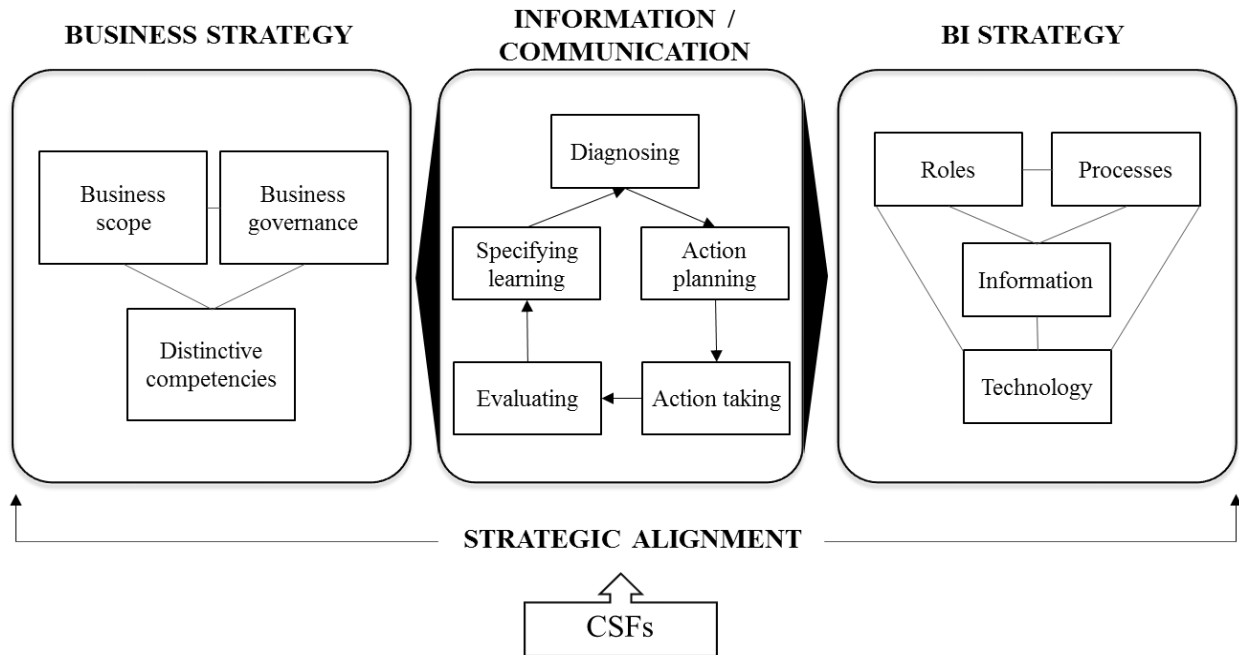 BUSINESS STRATEGY
INFORMATION /
COMMUNICATION
BI STRATEGY
Business
scope
Business
governance
Distinctive
competencies
Diagnosing
Specifying
learning
Action
planning
Evaluating
Action taking
Roles
Processes
Information
Technology
STRATEGIC ALIGNMENT
CSFs